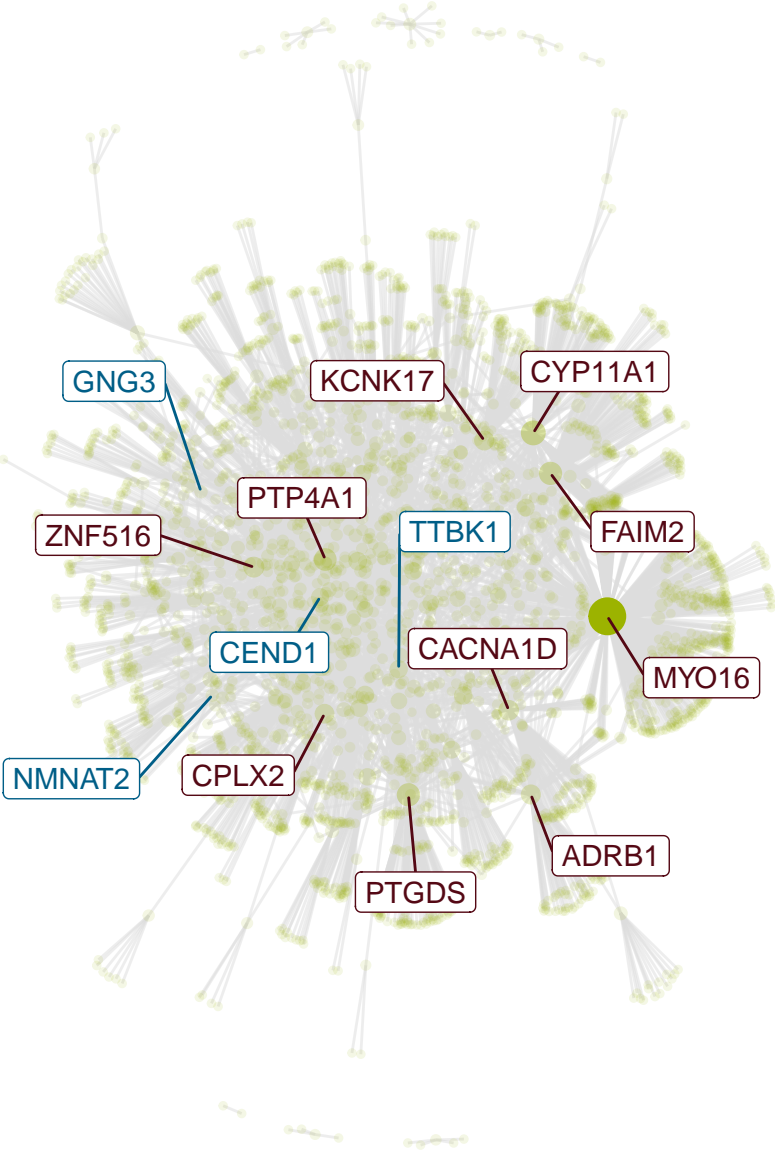 GNG3
KCNK17
CYP11A1
PTP4A1
ZNF516
TTBK1
FAIM2
CEND1
CACNA1D
MYO16
NMNAT2
CPLX2
ADRB1
PTGDS